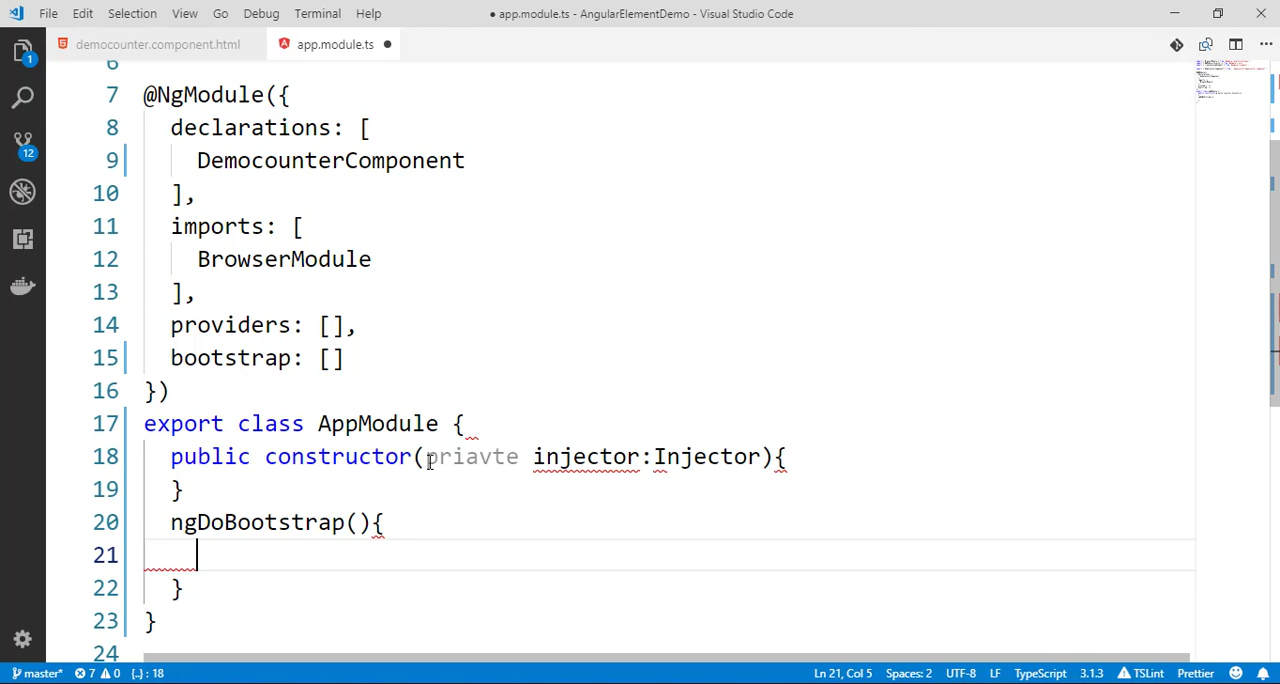 File Edit Selection View Go Debug Terminal Help ● app.module.ts - AngularElementDemo - Visual Studio Code
democounter.component.html app.module.ts ●
1
12
6
7 @NgModule({
8 declarations: [
9 DemocounterComponent
10 ],
11 imports: [
12 BrowserModule
13 ],
14 providers: [],
15 bootstrap: []
16 })
17 export class AppModule {
18 public constructor(priavte injector:Injector){
19 }
20 ngDoBootstrap(){
21
22 }
23 }
24
master* 7 0 {..} : 18 Ln 21, Col 5 Spaces: 2 UTF-8 LF TypeScript 3.1.3 TSLint Prettier